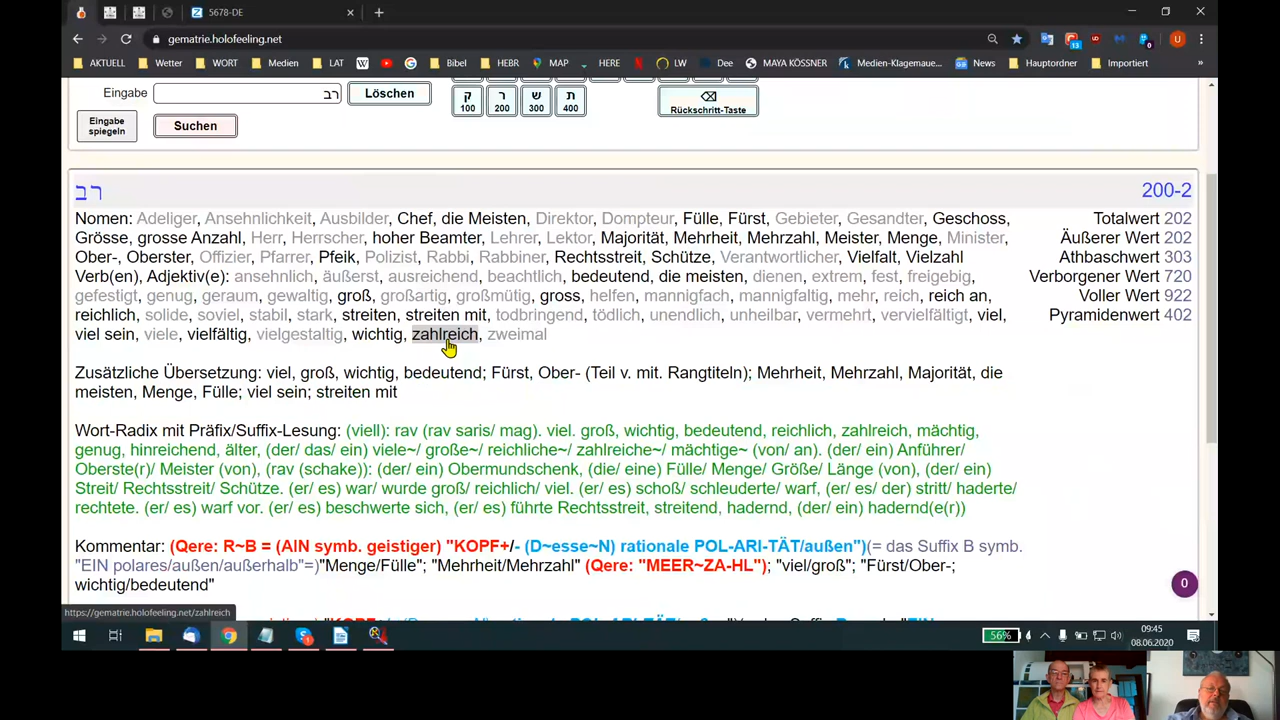 5678-DE
gematrie.holofeeling.net
AKTUELL Wetter WORT Medien LAT Bibel HEBR MAP HERE LW Dee MAYA KÖSSNER Medien-Klagemaue... News Hauptordner Importiert »
Eingabe רב Löschen ק 100 ר 200 ש 300 ת 400 Rückschritt-Taste
Eingabe spiegeln Suchen
רב 200-2
Nomen: Adeliger, Ansehnlichkeit, Ausbilder, Chef, die Meisten, Direktor, Dompteur, Fülle, Fürst, Gebieter, Gesandter, Geschoss, Totalwert 202
Grösse, grosse Anzahl, Herr, Herrscher, hoher Beamter, Lehrer, Lektor, Majorität, Mehrheit, Mehrzahl, Meister, Menge, Minister, Äußerer Wert 202
Ober-, Oberster, Offizier, Pfarrer, Pfeik, Polizist, Rabbi, Rabbiner, Rechtsstreit, Schütze, Verantwortlicher, Vielfalt, Vielzahl Athbaschwert 303
Verb(en), Adjektiv(e): ansehnlich, äußerst, ausreichend, beachtlich, bedeutend, die meisten, dienen, extrem, fest, freigebig, Verborgener Wert 720
gefestigt, genug, geraum, gewaltig, groß, großartig, großmütig, gross, helfen, mannigfach, mannigfaltig, mehr, reich, reich an, Voller Wert 922
reichlich, solide, soviel, stabil, stark, streiten, streiten mit, todbringend, tödlich, unendlich, unheilbar, vermehrt, vervielfältigt, viel, Pyramidenwert 402
viel sein, viele, vielfältig, vielgestaltig, wichtig, zahlreich, zweimal
Zusätzliche Übersetzung: viel, groß, wichtig, bedeutend; Fürst, Ober- (Teil v. mit. Rangtiteln); Mehrheit, Mehrzahl, Majorität, die
meisten, Menge, Fülle; viel sein; streiten mit
Wort-Radix mit Präfix/Suffix-Lesung: (viell): rav (rav saris/ mag). viel. groß, wichtig, bedeutend, reichlich, zahlreich, mächtig,
genug, hinreichend, älter, (der/ das/ ein) viele~/ große~/ reichliche~/ zahlreiche~/ mächtige~ (von/ an). (der/ ein) Anführer/
Oberste(r)/ Meister (von), (rav (schake)): (der/ ein) Obermundschenk, (die/ eine) Fülle/ Menge/ Größe/ Länge (von), (der/ ein)
Streit/ Rechtsstreit/ Schütze. (er/ es) war/ wurde groß/ reichlich/ viel. (er/ es) schoß/ schleuderte/ warf, (er/ es/ der) stritt/ haderte/
rechtete. (er/ es) warf vor. (er/ es) beschwerte sich, (er/ es) führte Rechtsstreit, streitend, hadernd, (der/ ein) hadernd(e(r)/
Kommentar: (Qere: R~B = (AIN symb. geistiger) "KOPF+/- (D~esse~N) rationale POL-ARI-TÄT/außen")(= das Suffix B symb.
"EIN polares/außen/außerhalb"=)"Menge/Fülle"; "Mehrheit/Mehrzahl" (Qere: "MEER~ZA-HL"); "viel/groß"; "Fürst/Ober-;
wichtig/bedeutend"
0
https://gematrie.holofeeling.net/zahlreich
56% 09:45
08.06.2020